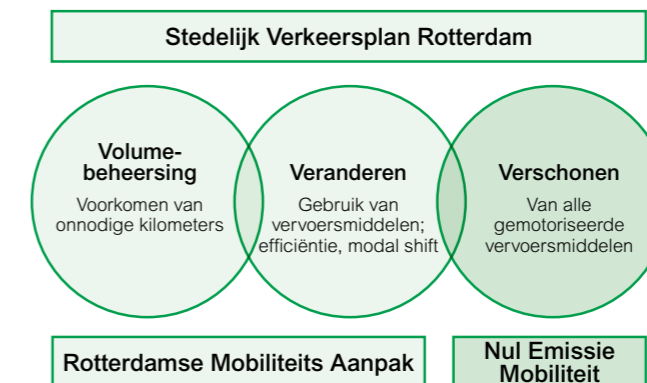 Stedelijk Verkeersplan Rotterdam
Volume-
beheersing
Voorkomen van
onnodige kilometers
Veranderen
Gebruik van
vervoersmiddelen;
efficiëntie, modal shift
Verschonen
Van alle
gemotoriseerde
vervoersmiddelen
Rotterdamse Mobiliteits Aanpak
Nul Emissie
Mobiliteit